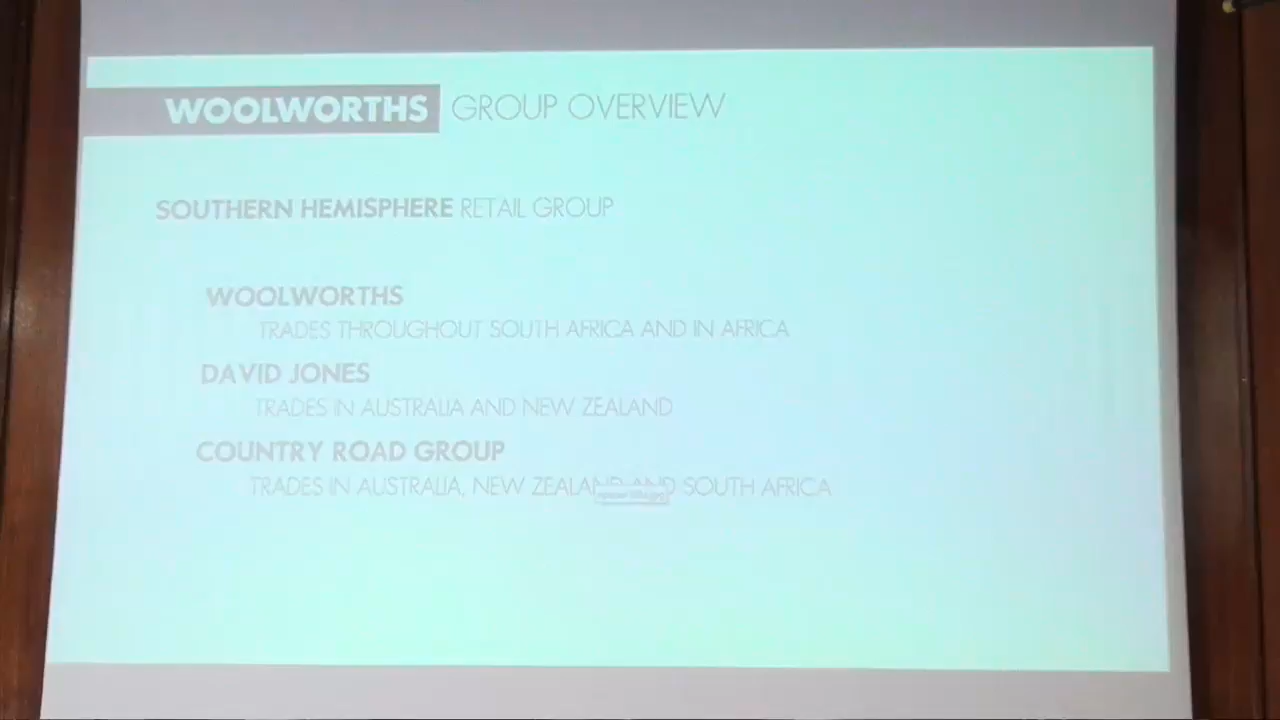 WOOLWORTHS GROUP OVERVIEW
SOUTHERN HEMISPHERE RETAIL GROUP
WOOLWORTHS
TRADES THROUGHOUT SOUTH AFRICA AND IN AFRICA
DAVID JONES
TRADES IN AUSTRALIA AND NEW ZEALAND
COUNTRY ROAD GROUP
TRADES IN AUSTRALIA, NEW ZEALAND AND SOUTH AFRICA